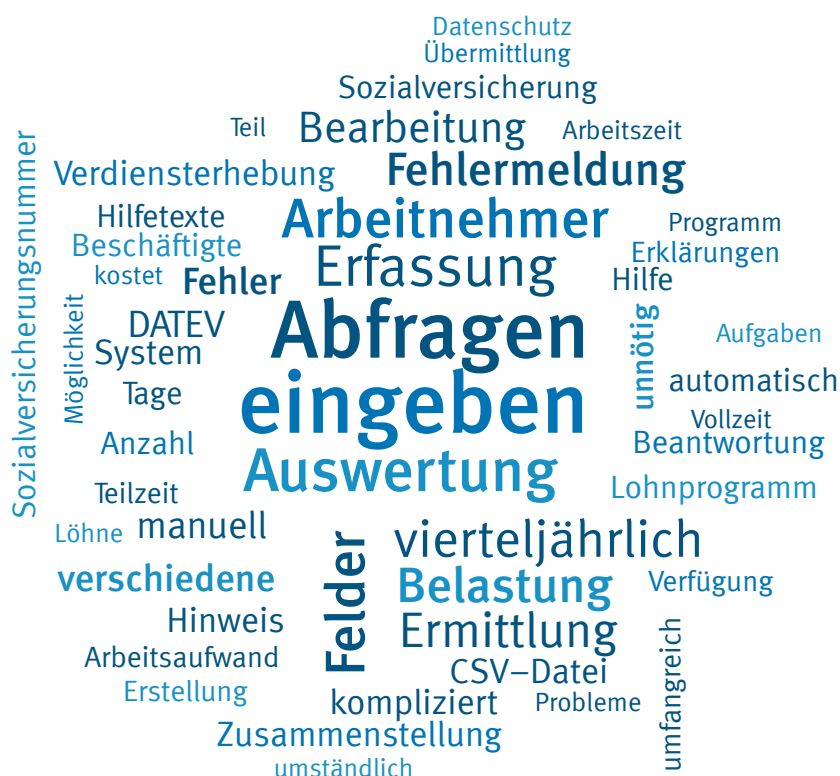 Datenschutz
Übermittlung
Sozialversicherung
Teil
Bearbeitung
Arbeitszeit
Verdiensterhebung
Fehlermeldung
Hilfetexte
Arbeitnehmer
Programm
Beschäftigte
Erklärungen
kostet
Fehler
Erfassung
Hilfe
Sozialversicherungsnummer
Möglichkeit
DATEV
Abfragen
unnötig
Aufgaben
System
Tage
eingeben
automatisch
Vollzeit
Anzahl
Beantwortung
Auswertung
Teilzeit
Lohnprogramm
Löhne
manuell
vierteljährlich
verschiedene
Felder
Belastung
Verfügung
Hinweis
Ermittlung
Arbeitsaufwand
CSV–Datei
umfangreich
Erstellung
kompliziert
Probleme
Zusammenstellung
umständlich